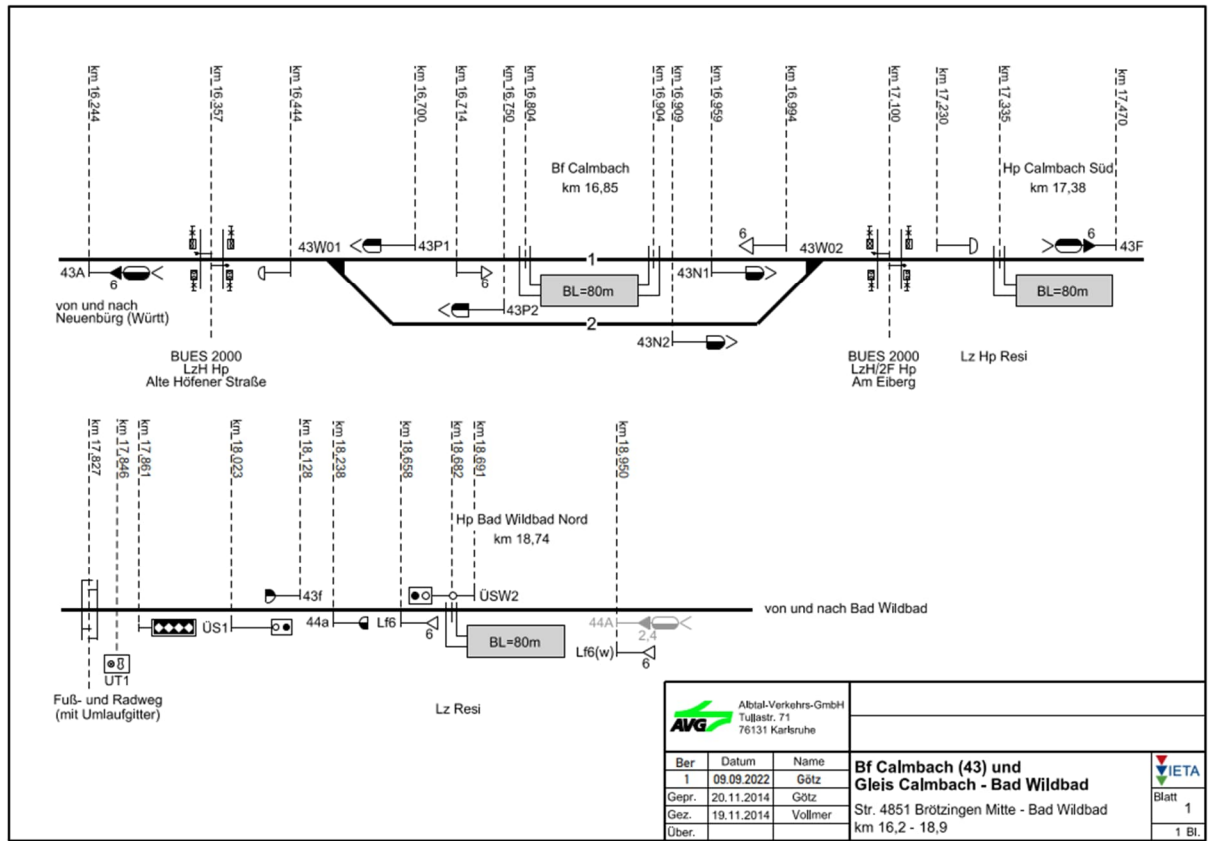 km 16,244
km 16,357
km 16,444
km 16,700
km 16,714
km 16,750
km 16,804
km 16,904
km 16,909
km 16,959
km 16,994
km 17,100
km 17,230
km 17,335
km 17,470
Bf Calmbach
km 16,85
Hp Calmbach Süd
km 17,38
43A
6
43W01
43P1
6
1
BL=80m
43N1
6
43W02
6
43F
BL=80m
von und nach
Neuenbürg (Württ)
43P2
2
43N2
BUES 2000
LzH Hp
Alte Höfener Straße
BUES 2000
LzH/2F Hp
Am Eiberg
Lz Hp Resi
km 17,827
km 17,846
km 17,861
km 18,023
km 18,128
km 18,238
km 18,658
km 18,682
km 18,691
km 18,950
Hp Bad Wildbad Nord
km 18,74
43f
ÜSW2
von und nach Bad Wildbad
ÜS1
44a
Lf6
6
BL=80m
44A
2,4
Lf6(w)
6
UT1
Fuß- und Radweg
(mit Umlaufgitter)
Lz Resi
AVG
Albtal-Verkehrs-GmbH
Tullastr. 71
76131 Karlsruhe
Ber Datum Name
1 09.09.2022 Götz
Gepr. 20.11.2014 Götz
Gez. 19.11.2014 Vollmer
Über.
Bf Calmbach (43) und
Gleis Calmbach - Bad Wildbad
Str. 4851 Brötzingen Mitte - Bad Wildbad
km 16,2 - 18,9
IETA
Blatt
1
1 Bl.